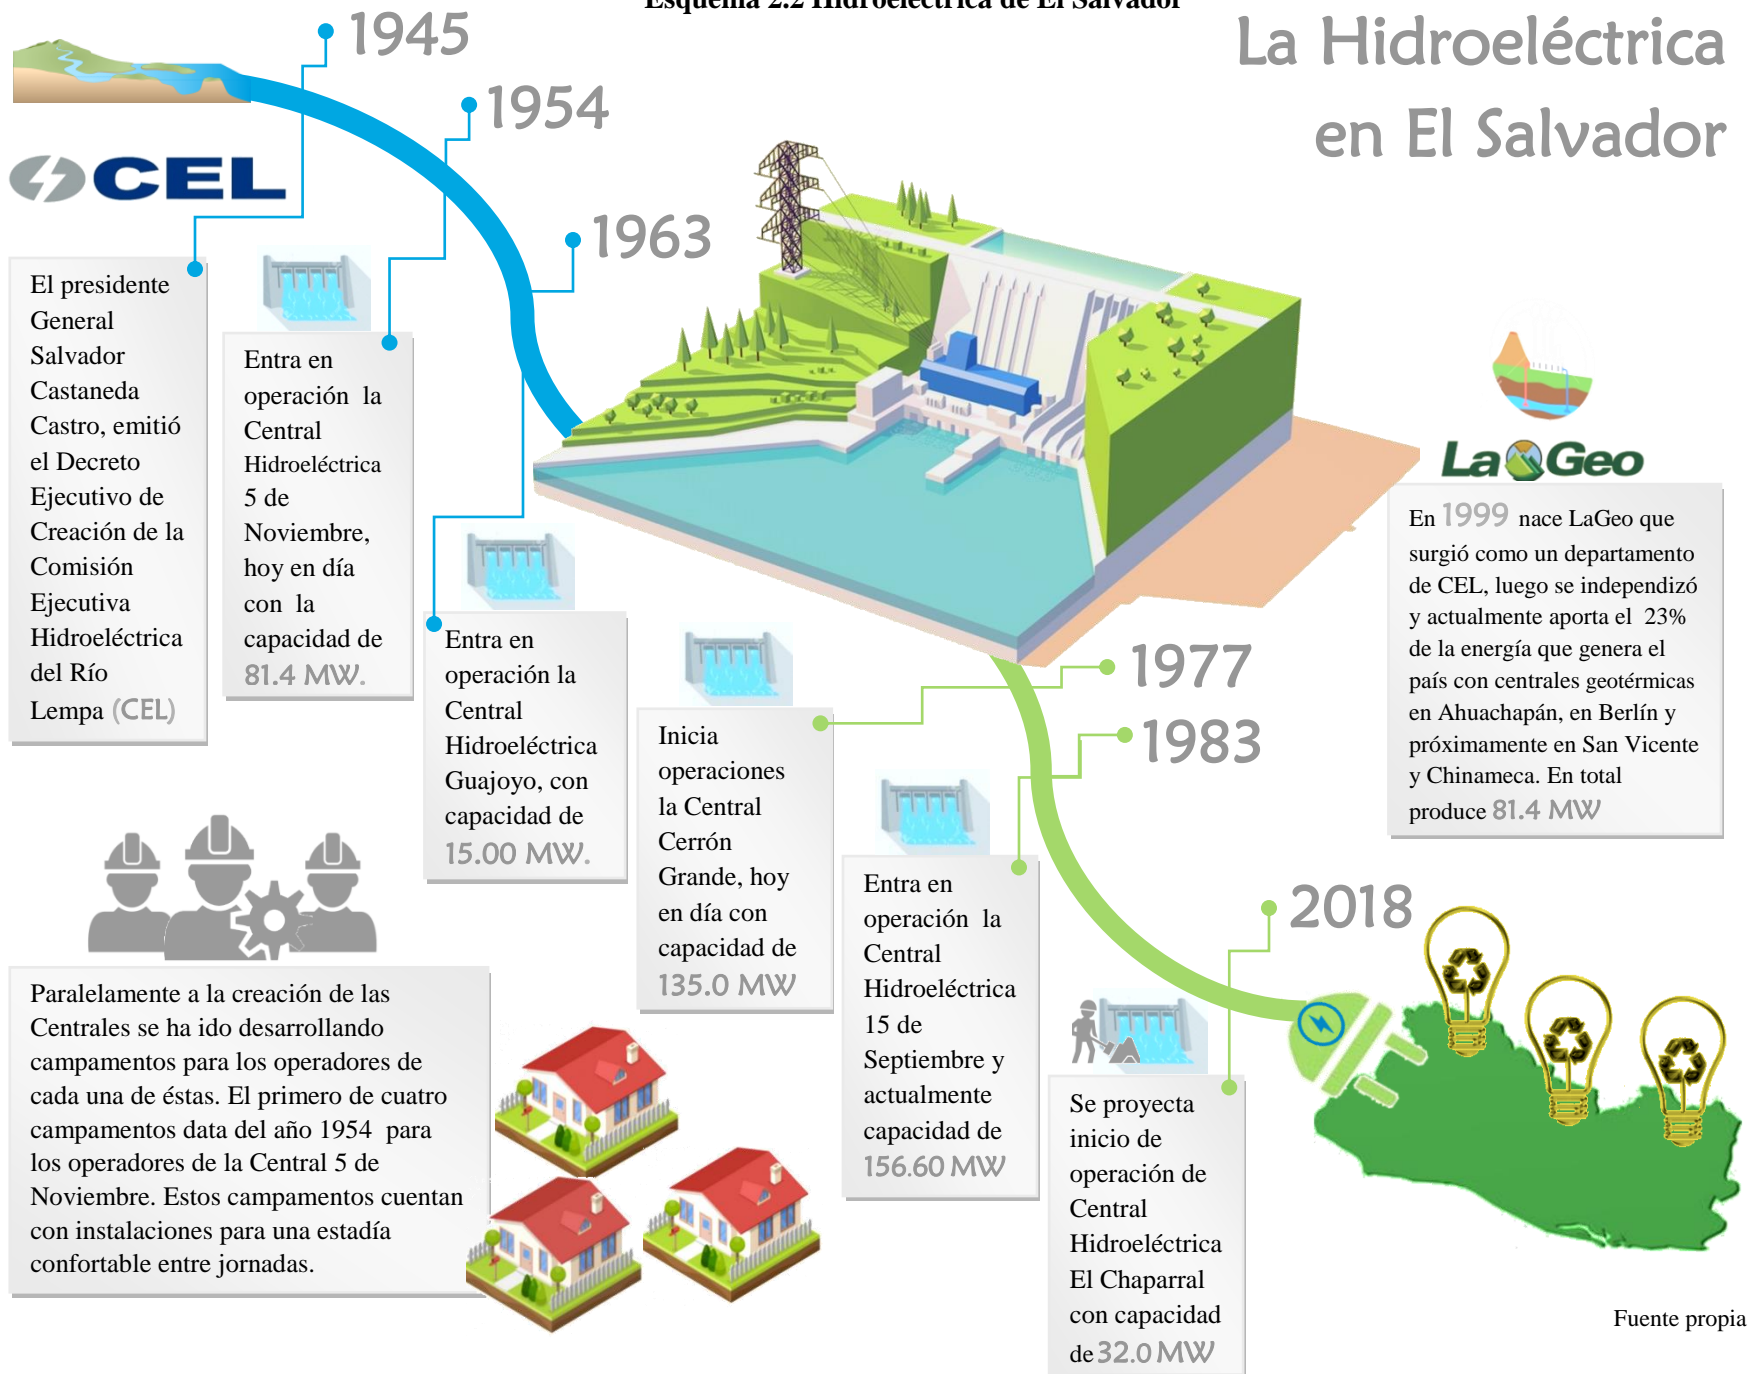 Esquema 2.2 Hidroeléctrica de El Salvador
La Hidroeléctrica
en El Salvador
1945
1954
1963
CEL
El presidente
General
Salvador
Castaneda
Castro, emitió
el Decreto
Ejecutivo de
Creación de la
Comisión
Ejecutiva
Hidroeléctrica
del Río
Lempa (CEL)
Entra en
operación la
Central
Hidroeléctrica
5 de
Noviembre,
hoy en día
con la
capacidad de
81.4 MW.
Entra en
operación la
Central
Hidroeléctrica
Guajoyo, con
capacidad de
15.00 MW.
1977
1983
Inicia
operaciones
la Central
Cerrón
Grande, hoy
en día con
capacidad de
135.0 MW
Entra en
operación la
Central
Hidroeléctrica
15 de
Septiembre y
actualmente
capacidad de
156.60 MW
LaGeo
En 1999 nace LaGeo que
surgió como un departamento
de CEL, luego se independizó
y actualmente aporta el 23%
de la energía que genera el
país con centrales geotérmicas
en Ahuachapán, en Berlín y
próximamente en San Vicente
y Chinameca. En total
produce 81.4 MW
2018
Se proyecta
inicio de
operación de
Central
Hidroeléctrica
El Chaparral
con capacidad
de 32.0 MW
Paralelamente a la creación de las
Centrales se ha ido desarrollando
campamentos para los operadores de
cada una de éstas. El primero de cuatro
campamentos data del año 1954 para
los operadores de la Central 5 de
Noviembre. Estos campamentos cuentan
con instalaciones para una estadía
confortable entre jornadas.
Fuente propia